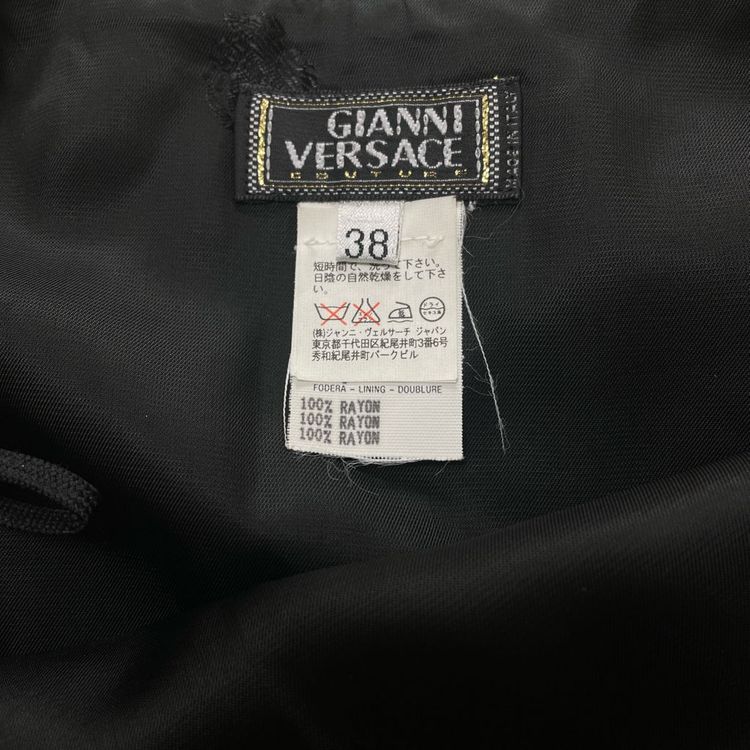 GIANNI
VERSACE
COUTURE
MADE IN ITALY
38
短時間で、洗って下さい。
日陰の自然乾燥をして下さ
い。
ドライ
(株)ジャンニ・ヴェルサーチ ジャパン
東京都千代田区紀尾井町3番6号
秀和紀尾井町パークビル
FODERA - LINING - DOUBLURE
100% RAYON
100% RAYON
100% RAYON